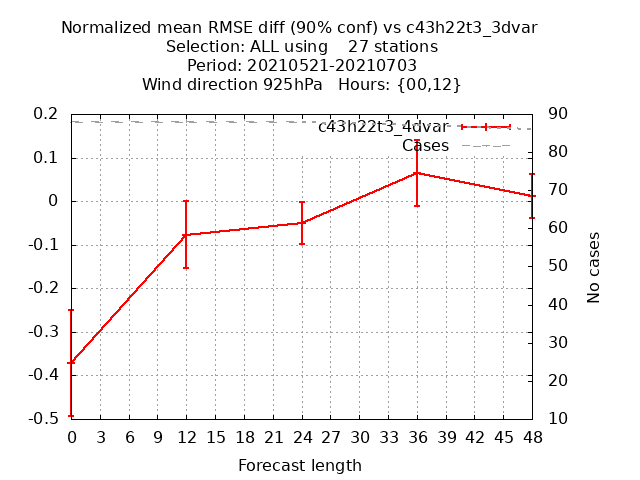 Normalized mean RMSE diff (90% conf) vs c43h22t3_3dvar
Selection: ALL using    27 stations
Period: 20210521-20210703
Wind direction 925hPa   Hours: {00,12}
c43h22t3_4dvar
Cases
0.2
0.1
0
-0.1
-0.2
-0.3
-0.4
-0.5
90
80
70
60
50
40
30
20
10
No cases
0 3 6 9 12 15 18 21 24 27 30 33 36 39 42 45 48
Forecast length